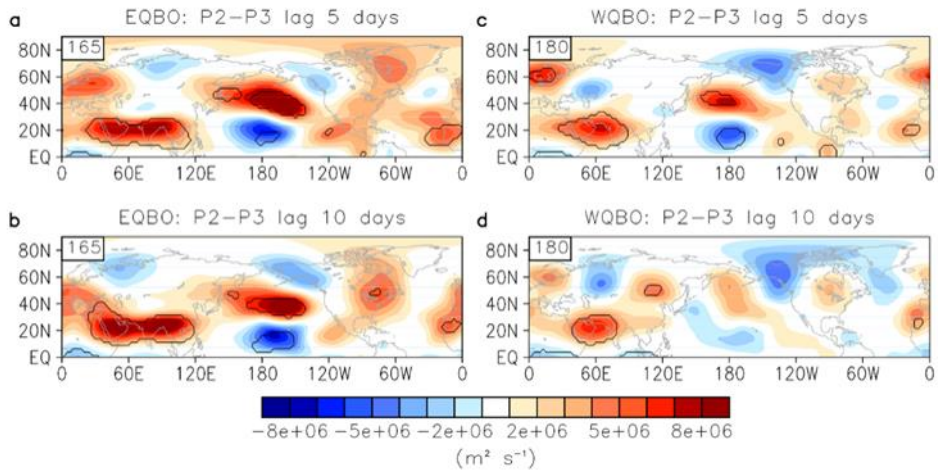 a EQBO: P2-P3 lag 5 days
165
80N
60N
40N
20N
EQ
0 60E 120E 180 120W 60W 0
c WQBO: P2-P3 lag 5 days
180
80N
60N
40N
20N
EQ
0 60E 120E 180 120W 60W 0
b EQBO: P2-P3 lag 10 days
165
80N
60N
40N
20N
EQ
0 60E 120E 180 120W 60W 0
d WQBO: P2-P3 lag 10 days
180
80N
60N
40N
20N
EQ
0 60E 120E 180 120W 60W 0
-8e+06 -5e+06 -2e+06 2e+06 5e+06 8e+06
(m² s⁻¹)